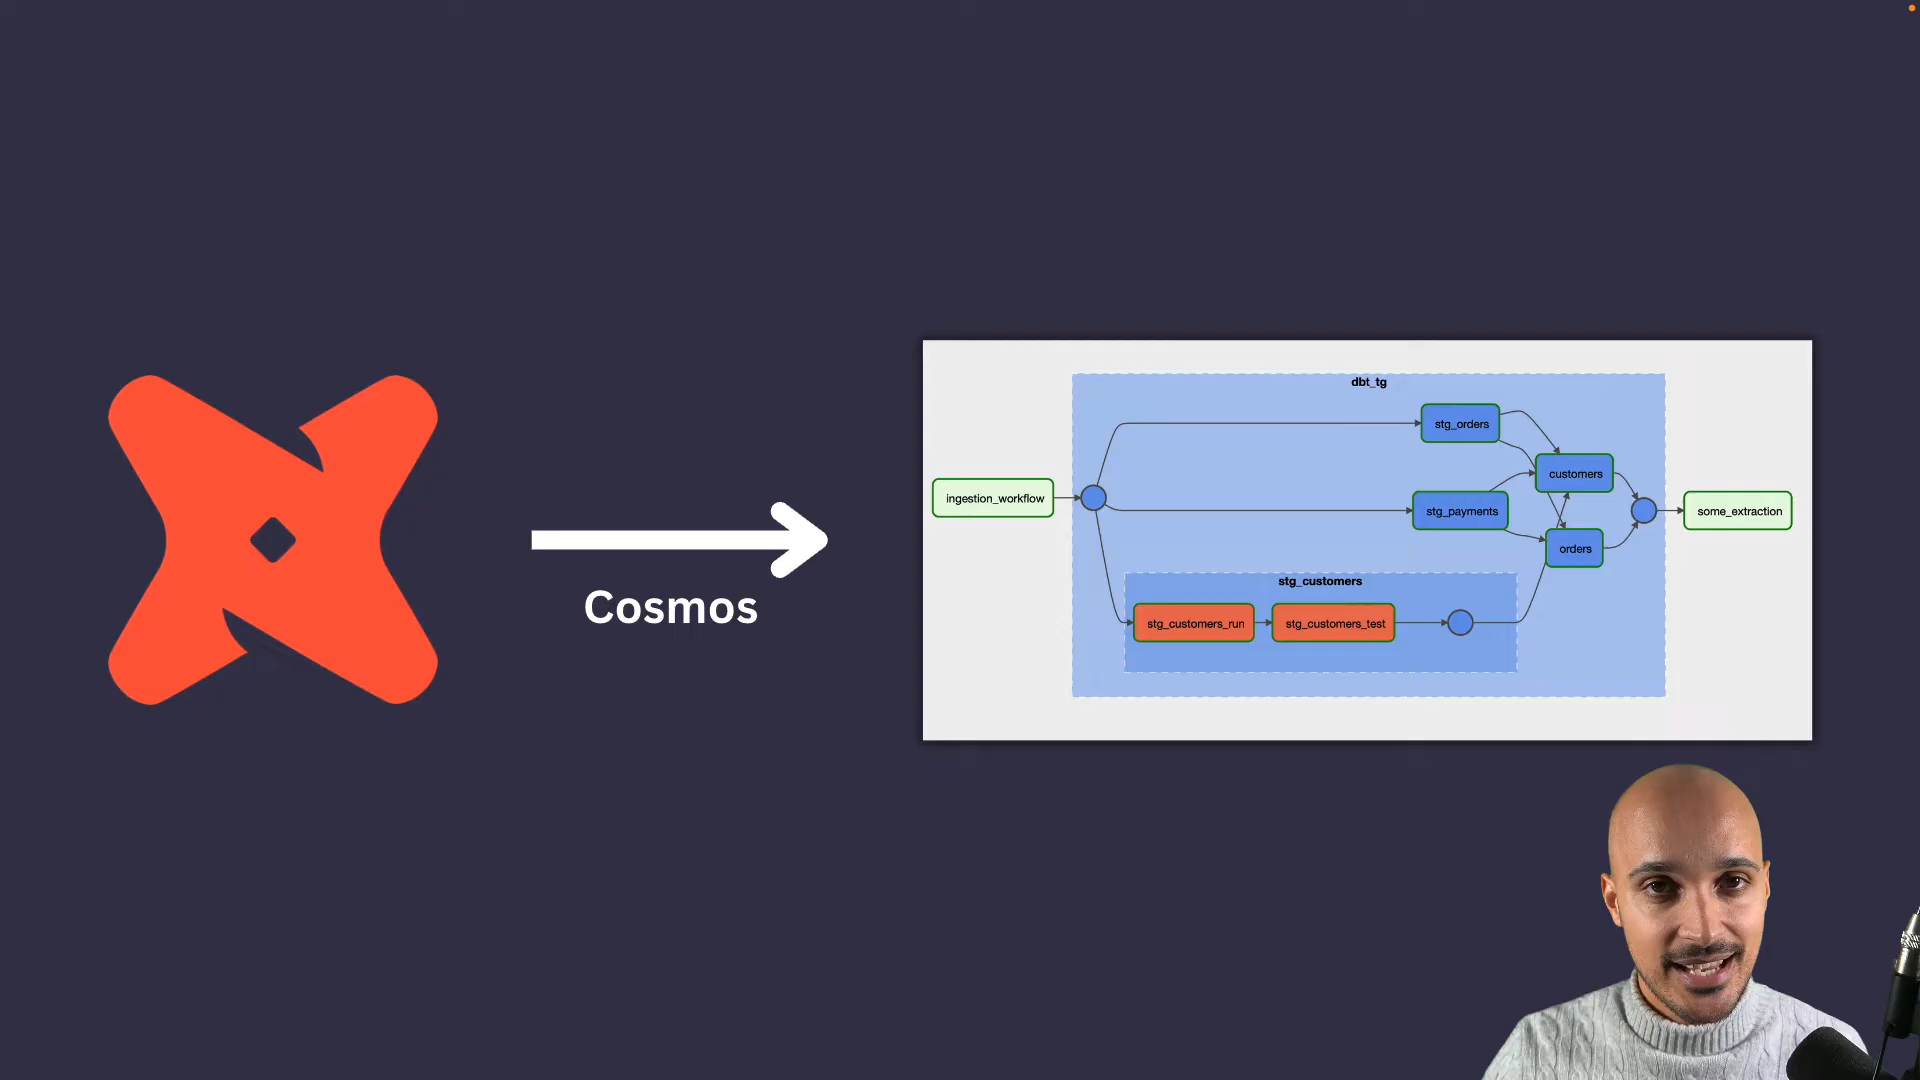 Cosmos
dbt_tg
ingestion_workflow
stg_orders
customers
stg_payments
orders
some_extraction
stg_customers
stg_customers_run
stg_customers_test